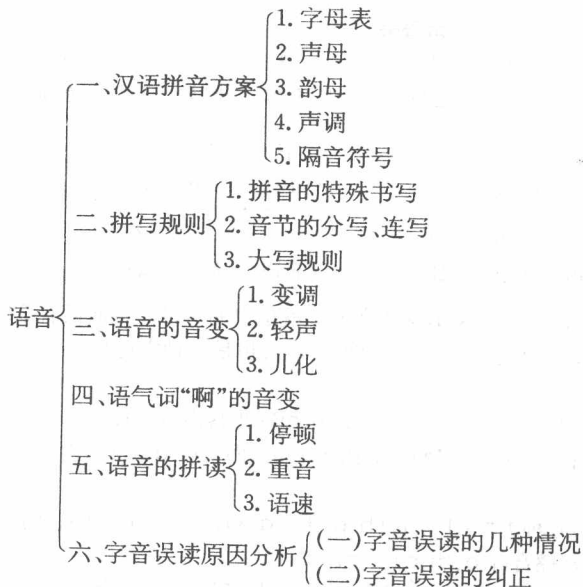 语音
一、汉语拼音方案
1. 字母表
2. 声母
3. 韵母
4. 声调
5. 隔音符号
二、拼写规则
1. 拼音的特殊书写
2. 音节的分写、连写
3. 大写规则
三、语音的音变
1. 变调
2. 轻声
3. 儿化
四、语气词“啊”的音变
五、语音的拼读
1. 停顿
2. 重音
3. 语速
六、字音误读原因分析
(一)字音误读的几种情况
(二)字音误读的纠正